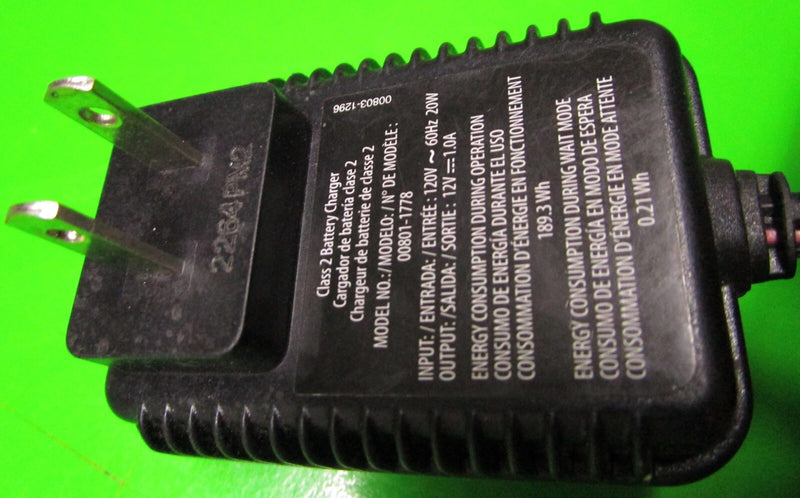 00803-1296
Class 2 Battery Charger
Cargador de batería clase 2
Chargeur de batterie de classe 2
MODEL NO.:/MODELO: / N° DE MODÈLE :
00801-1778
INPUT: / ENTRADA: / ENTRÉE : 120V ~ 60Hz 20W
OUTPUT: /SALIDA: / SORTIE : 12V ⎓ 1.0A
ENERGY CONSUMPTION DURING OPERATION
CONSUMO DE ENERGÍA DURANTE EL USO
CONSOMMATION D'ÉNERGIE EN FONCTIONNEMENT
189.3 Wh
ENERGY CONSUMPTION DURING WAIT MODE
CONSUMO DE ENERGÍA EN MODO DE ESPERA
CONSOMMATION D'ÉNERGIE EN MODE ATTENTE
0.21 Wh